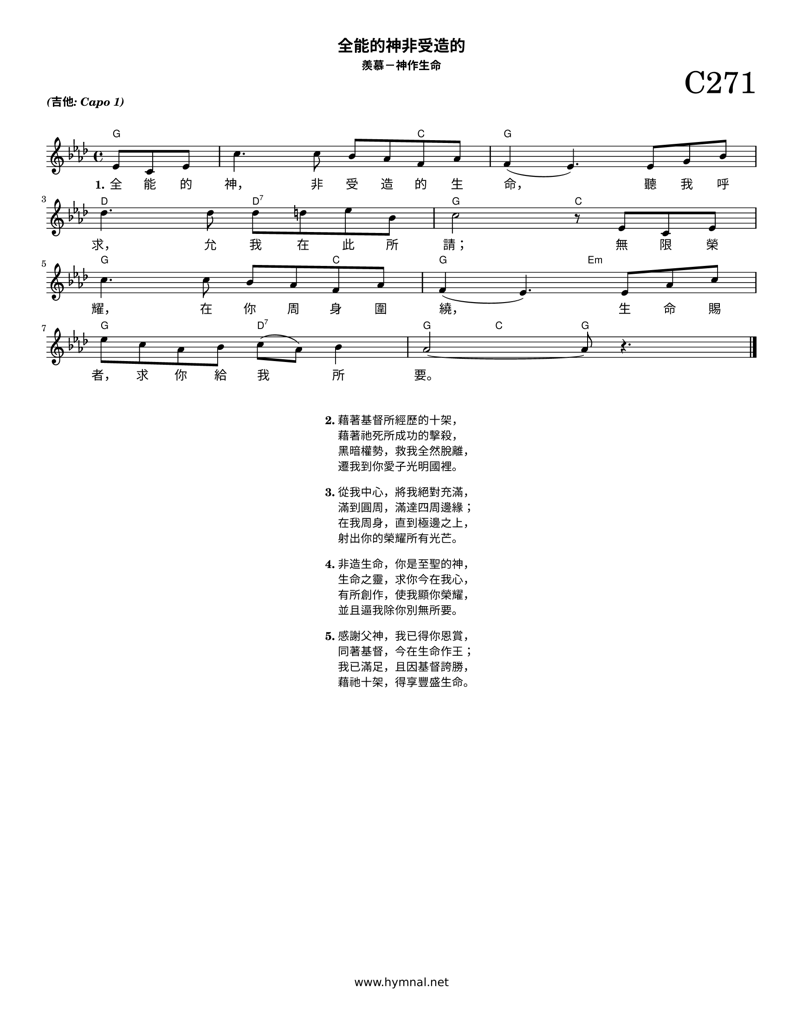 全能的神非受造的
羨慕－神作生命
C271
(吉他: Capo 1)
G C G
1. 全 能 的 神， 非 受 造 的 生 命， 聽 我 呼
3 D D7 G C
求， 允 我 在 此 所 請； 無 限 榮
5 G C G Em
耀， 在 你 周 身 圍 繞， 生 命 賜
7 G D7 G C G
者， 求 你 給 我 所 要。
2. 藉著基督所經歷的十架，
藉著祂死所成功的擊殺，
黑暗權勢，救我全然脫離，
遷我到你愛子光明國裡。
3. 從我中心，將我絕對充滿，
滿到圓周，滿達四周邊緣；
在我周身，直到極邊之上，
射出你的榮耀所有光芒。
4. 非造生命，你是至聖的神，
生命之靈，求你今在我心，
有所創作，使我顯你榮耀，
並且逼我除你別無所要。
5. 感謝父神，我已得你恩賞，
同著基督，今在生命作王；
我已滿足，且因基督誇勝，
藉祂十架，得享豐盛生命。
www.hymnal.net